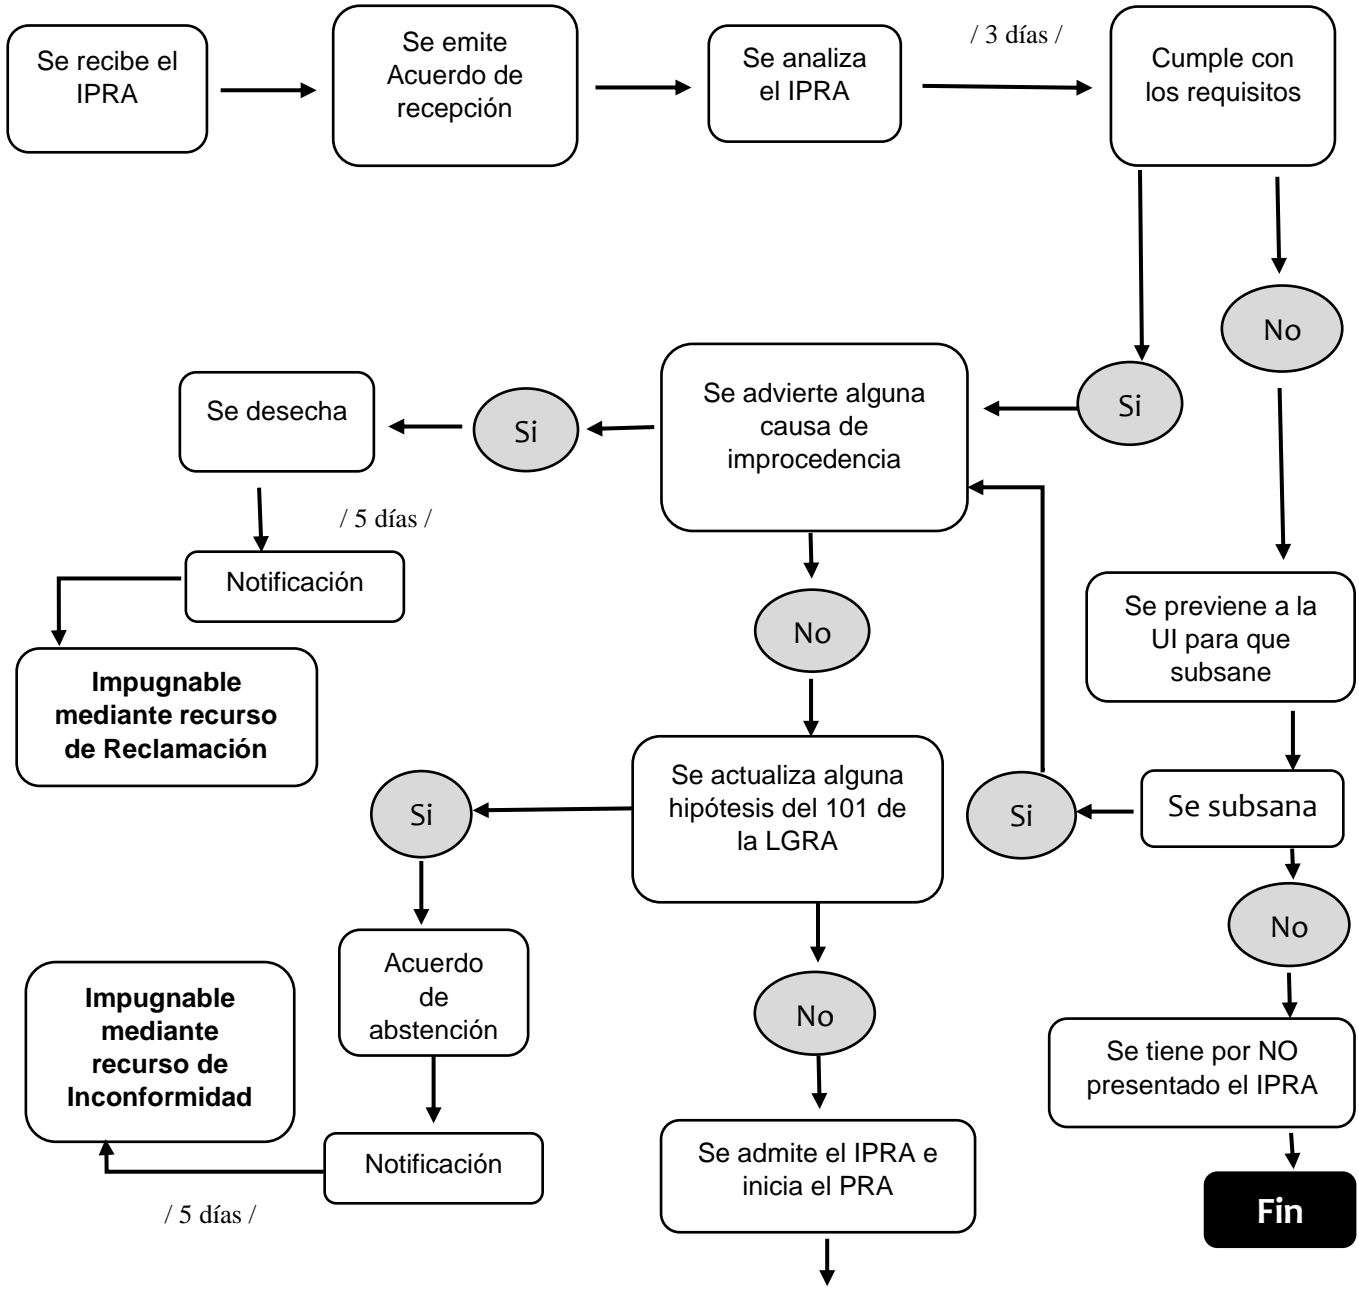 Se recibe el
IPRA
Se emite
Acuerdo de
recepción
Se analiza
el IPRA
/ 3 días /
Cumple con
los requisitos
No
Si
Se advierte alguna
causa de
improcedencia
Si
Se desecha
/ 5 días /
Notificación
Impugnable
mediante recurso
de Reclamación
No
Se previene a la
UI para que
subsane
Se subsana
Si
No
Se actualiza alguna
hipótesis del 101 de
la LGRA
Si
Acuerdo
de
abstención
Notificación
/ 5 días /
Impugnable
mediante
recurso de
Inconformidad
No
Se admite el IPRA e
inicia el PRA
Se tiene por NO
presentado el IPRA
Fin